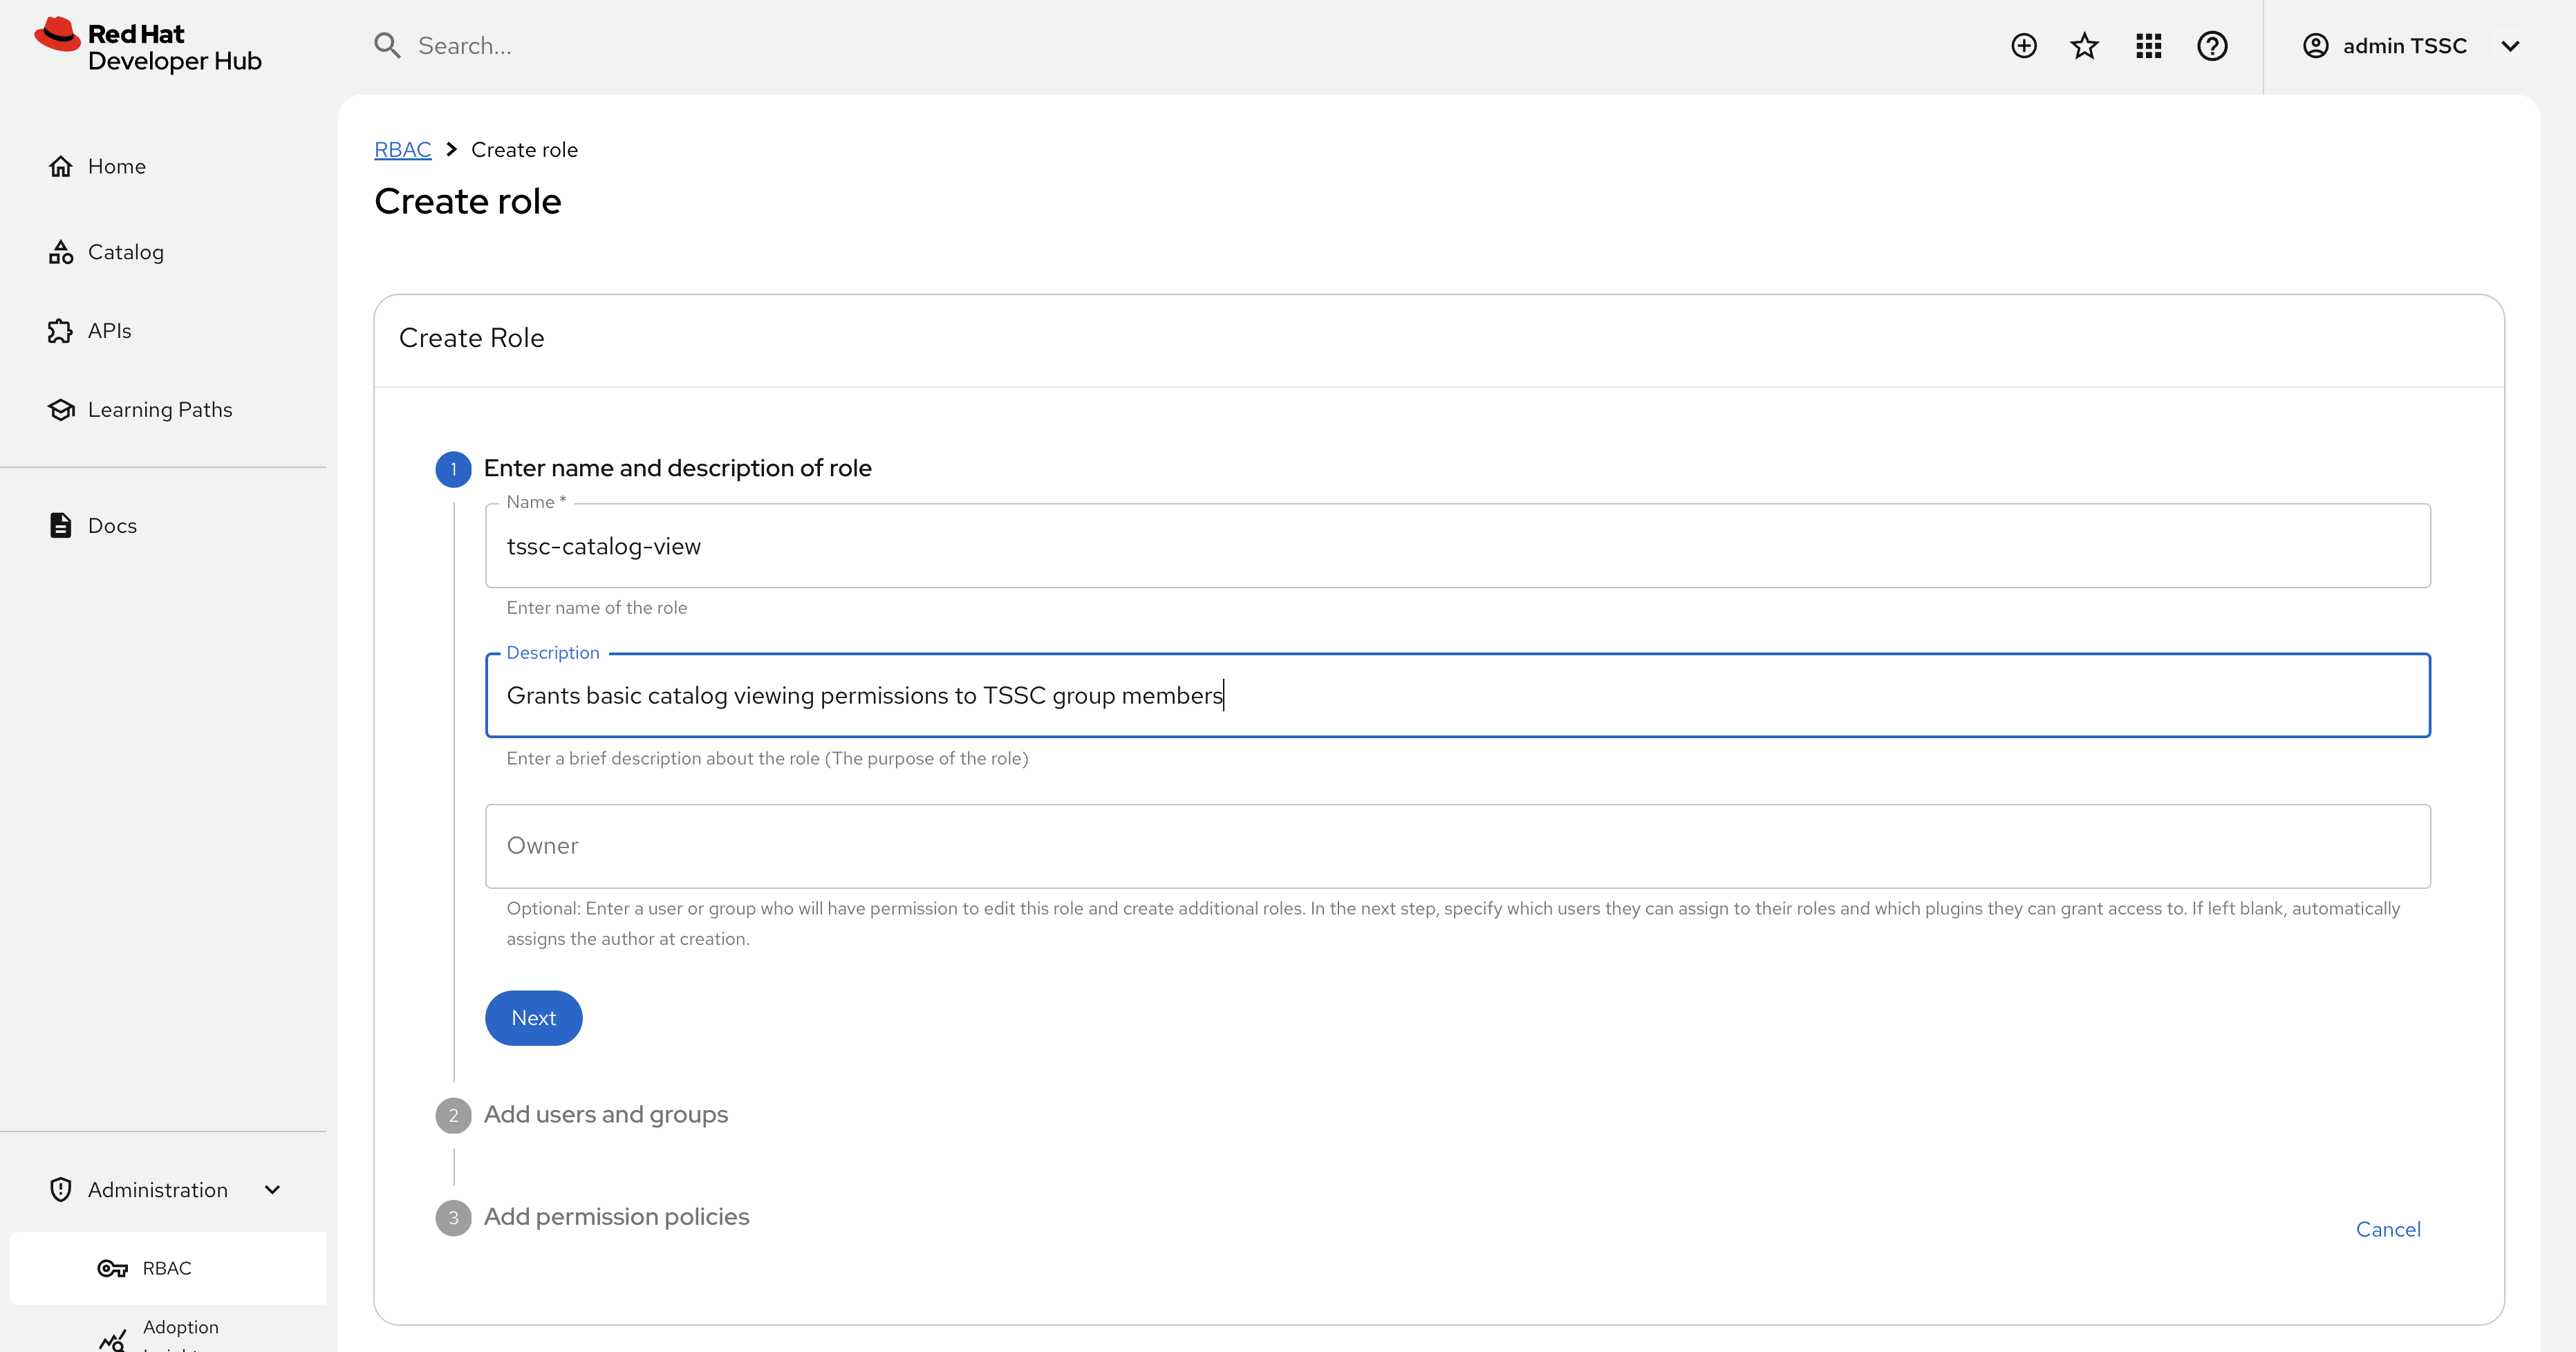 Red Hat
Developer Hub
Search...
admin TSSC
Home
Catalog
APIs
Learning Paths
Docs
Administration
RBAC
Adoption
RBAC > Create role
Create role
Create Role
1 Enter name and description of role
Name *
tssc-catalog-view
Enter name of the role
Description
Grants basic catalog viewing permissions to TSSC group members
Enter a brief description about the role (The purpose of the role)
Owner
Optional: Enter a user or group who will have permission to edit this role and create additional roles. In the next step, specify which users they can assign to their roles and which plugins they can grant access to. If left blank, automatically
assigns the author at creation.
Next
2 Add users and groups
3 Add permission policies
Cancel